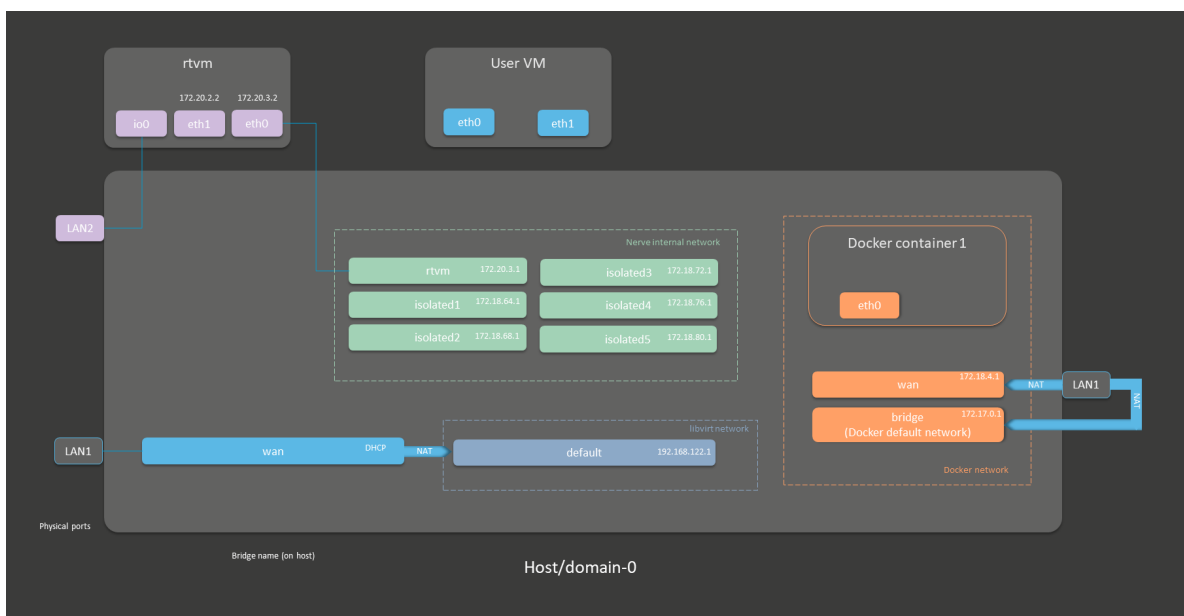 rtvm
User VM
172.20.2.2
172.20.3.2
io0
eth1
eth0
eth0
eth1
LAN2
Nerve internal network
rtvm 172.20.3.1
isolated3 172.18.72.1
isolated1 172.18.64.1
isolated4 172.18.76.1
isolated2 172.18.68.1
isolated5 172.18.80.1
Docker container 1
eth0
wan 172.18.4.1
NAT
LAN1
NAT
bridge 172.17.0.1
(Docker default network)
Docker network
libvirt network
LAN1
wan DHCP
NAT
default 192.168.122.1
Physical ports
Bridge name (on host)
Host/domain-0